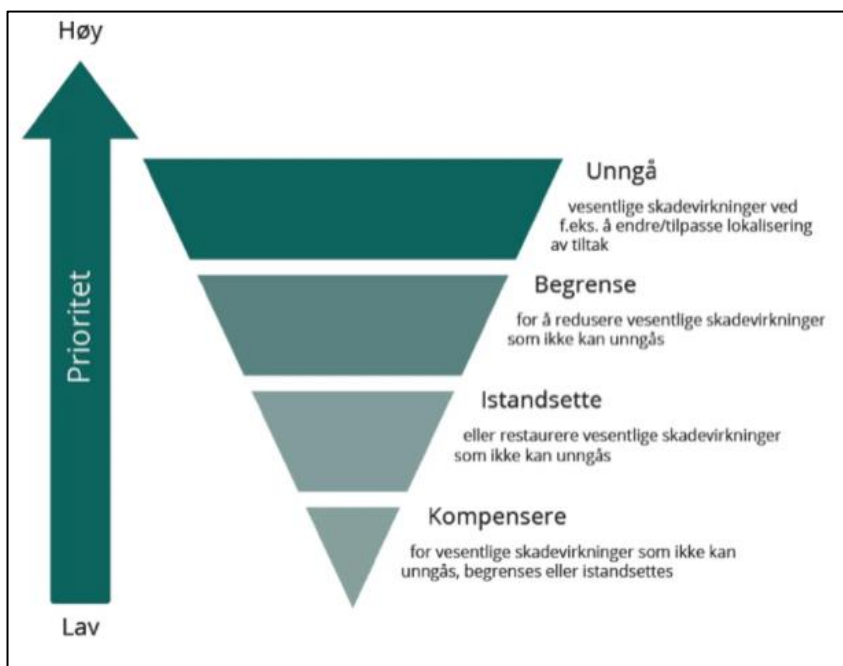 Høy
Prioritet
Unngå
vesentlige skadevirkninger ved
f.eks. å endre/tilpasse lokalisering
av tiltak
Begrense
for å redusere vesentlige skadevirkninger
som ikke kan unngås
Istandsette
eller restaurere vesentlige skadevirkninger
som ikke kan unngås
Kompensere
for vesentlige skadevirkninger som ikke kan
unngås, begrenses eller istandsettes
Lav